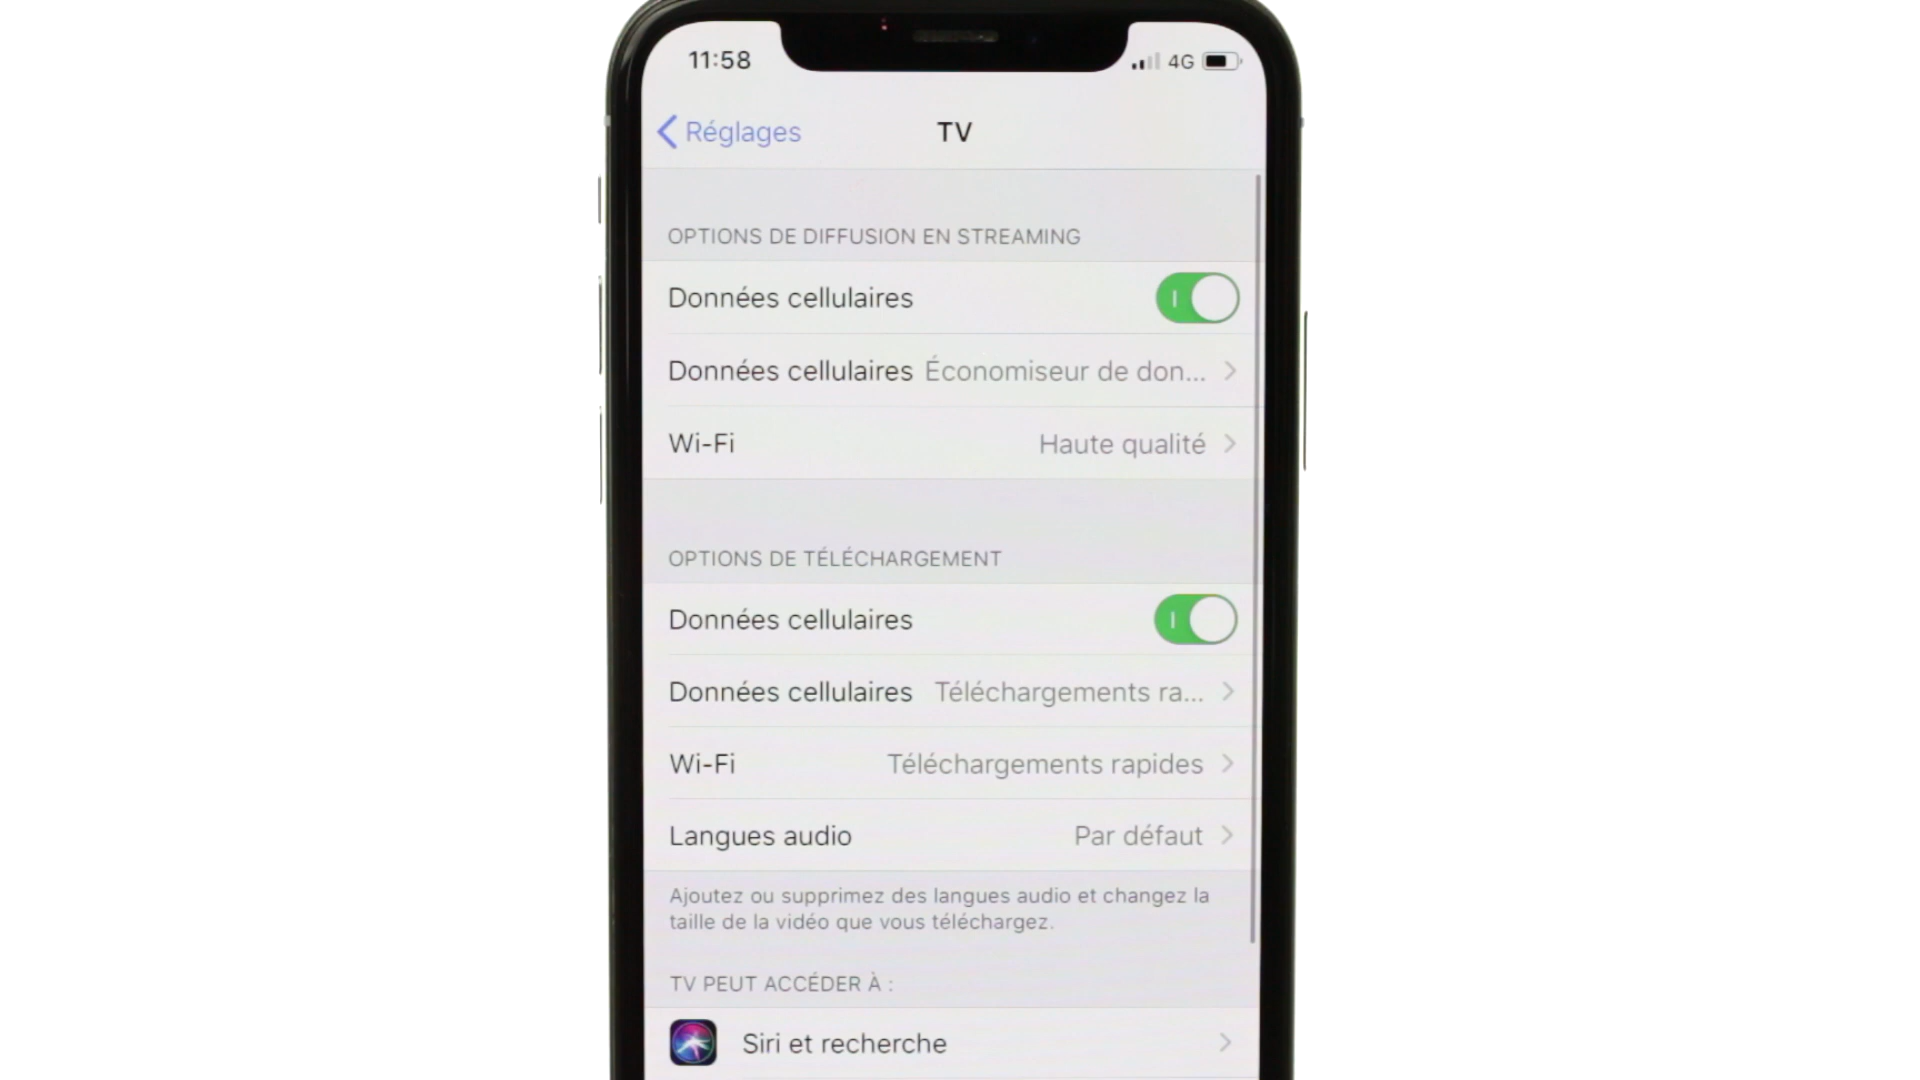 11:58
4G
Réglages
TV
OPTIONS DE DIFFUSION EN STREAMING
Données cellulaires
Données cellulaires Économiseur de don...
Wi-Fi Haute qualité
OPTIONS DE TÉLÉCHARGEMENT
Données cellulaires
Données cellulaires Téléchargements ra...
Wi-Fi Téléchargements rapides
Langues audio Par défaut
Ajoutez ou supprimez des langues audio et changez la
taille de la vidéo que vous téléchargez.
TV PEUT ACCÉDER À :
Siri et recherche